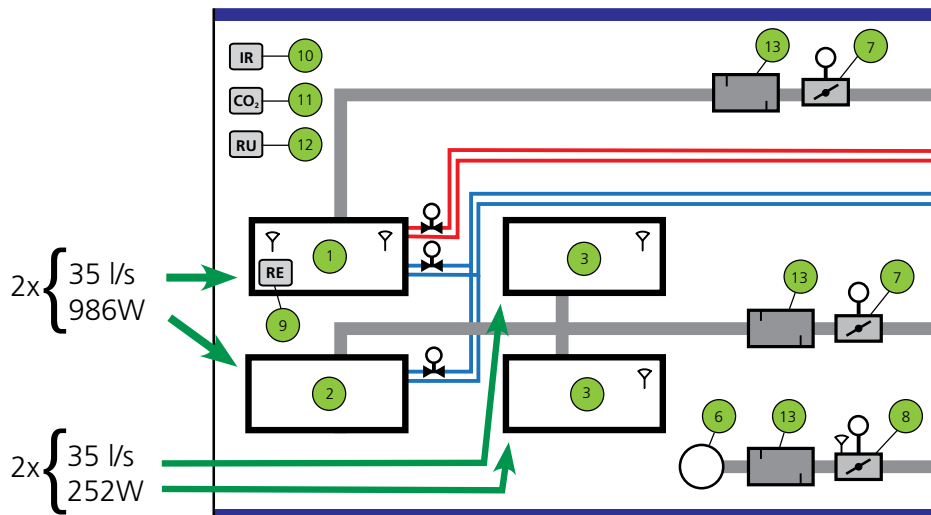 IR 10 13 7
CO₂ 11
RU 12
1 3
2x { 35 l/s RE
986W 9 13 7
2 3
6 13 8
2x { 35 l/s
252W